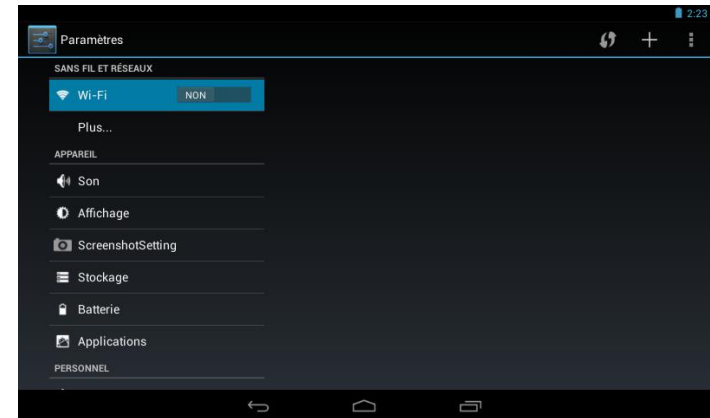 2:23
Paramètres
SANS FIL ET RÉSEAUX
Wi-Fi NON
Plus...
APPAREIL
Son
Affichage
ScreenshotSetting
Stockage
Batterie
Applications
PERSONNEL